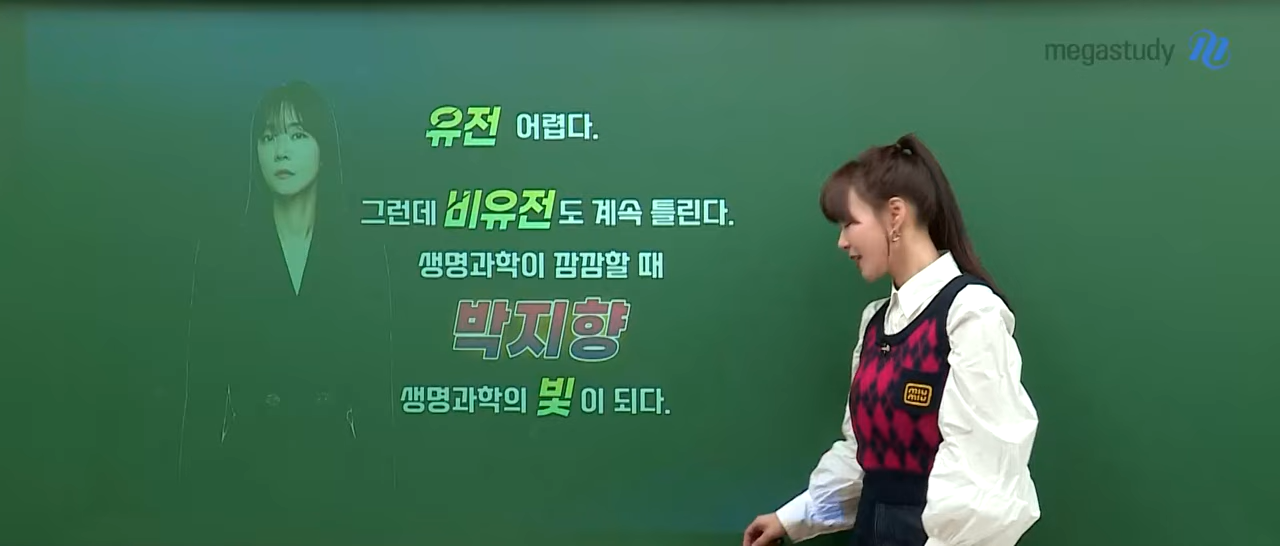 megastudy
유전 어렵다.
그런데 비유전도 계속 틀린다.
생명과학이 깜깜할 때
박지향
생명과학의 빛이 되다.
miu
miu